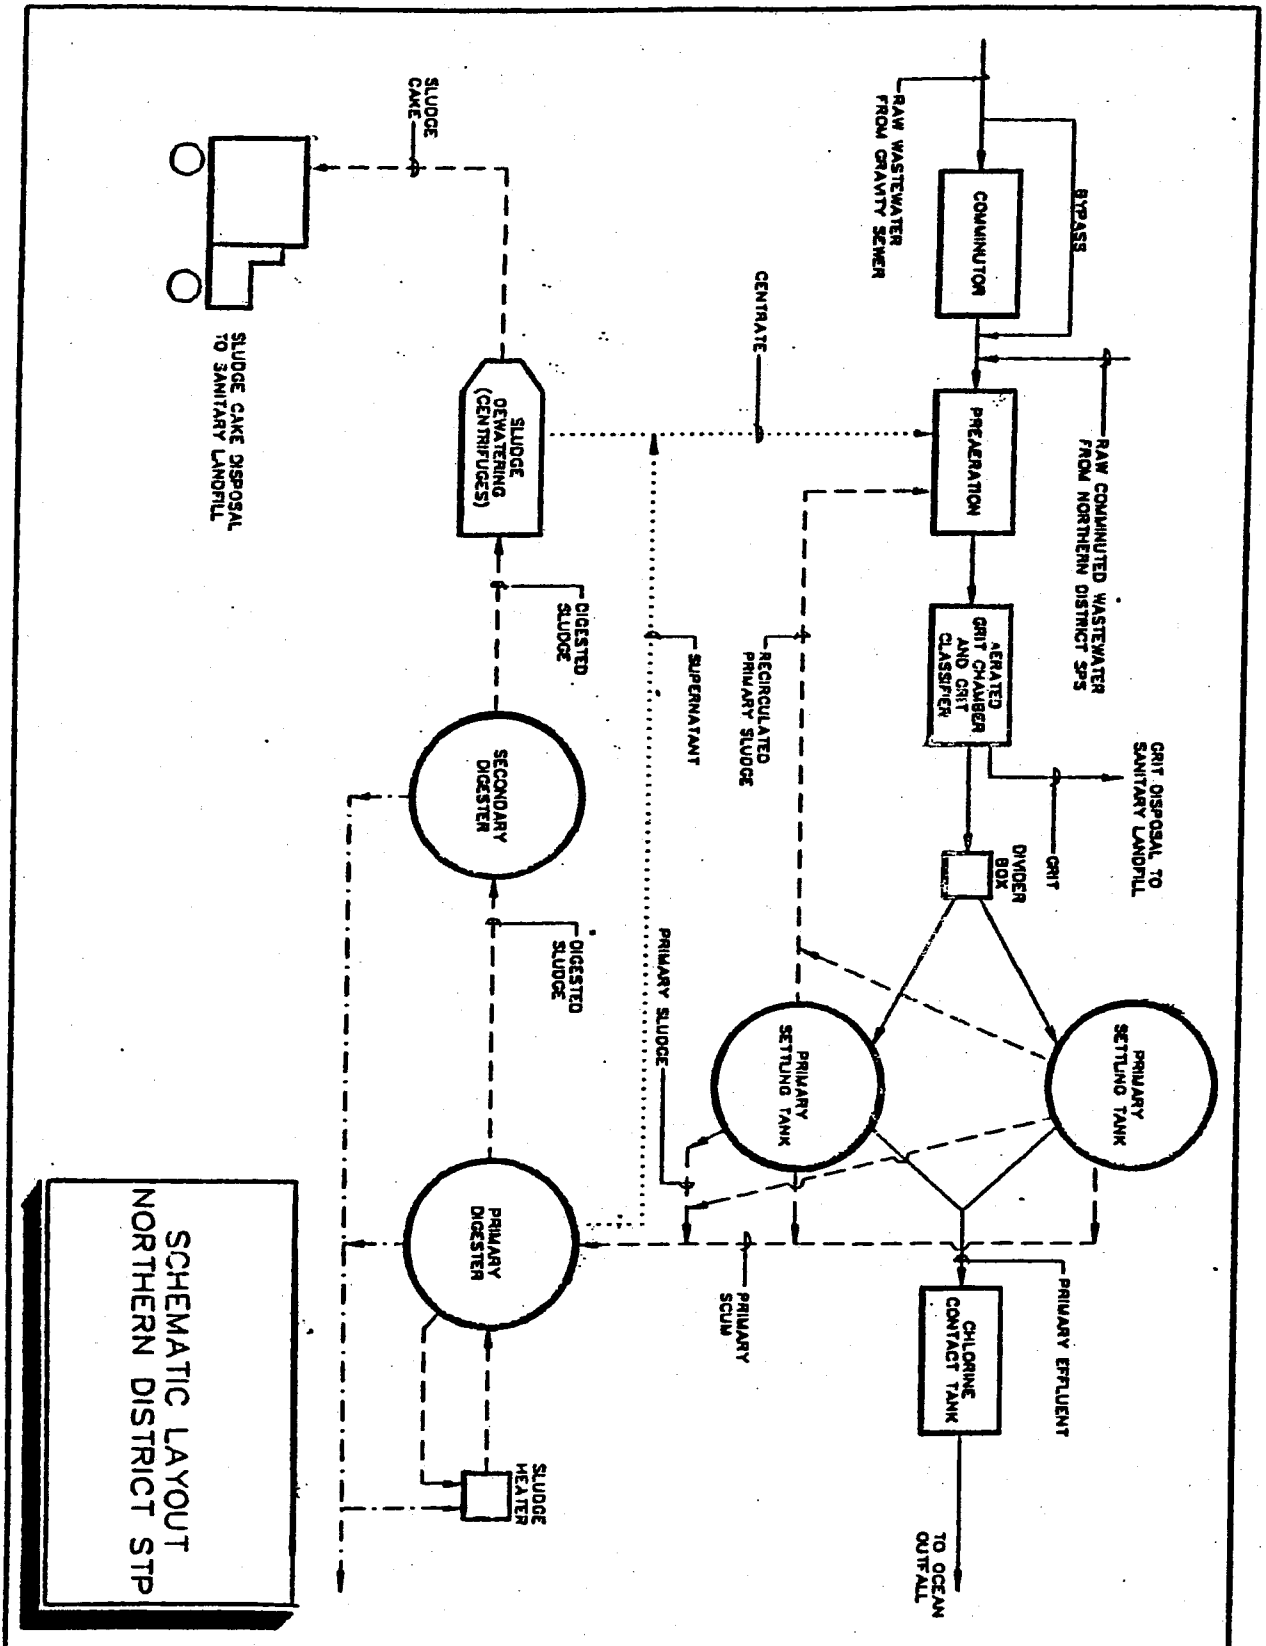 BYPASS
COMMINUTOR
RAW WASTEWATER
FROM GRAVITY SEWER
RAW COMMINUTED WASTEWATER
FROM NORTHERN DISTRICT SPS
PREAERATION
AERATED
GRIT CHAMBER
AND GRIT
CLASSIFIER
GRIT DISPOSAL TO
SANITARY LANDFILL
GRIT
DIVIDER
BOX
PRIMARY
SETTLING TANK
PRIMARY
SETTLING TANK
PRIMARY EFFLUENT
CHLORINE
CONTACT TANK
TO OCEAN
OUTFALL
CENTRATE
RECIRCULATED
PRIMARY SLUDGE
SUPERNATANT
PRIMARY SLUDGE
PRIMARY
SCUM
SLUDGE
CAKE
SLUDGE
DEWATERING
(CENTRIFUGES)
DIGESTED
SLUDGE
SECONDARY
DIGESTER
DIGESTED
SLUDGE
PRIMARY
DIGESTER
SLUDGE
HEATER
SLUDGE CAKE DISPOSAL
TO SANITARY LANDFILL
SCHEMATIC LAYOUT
NORTHERN DISTRICT STP